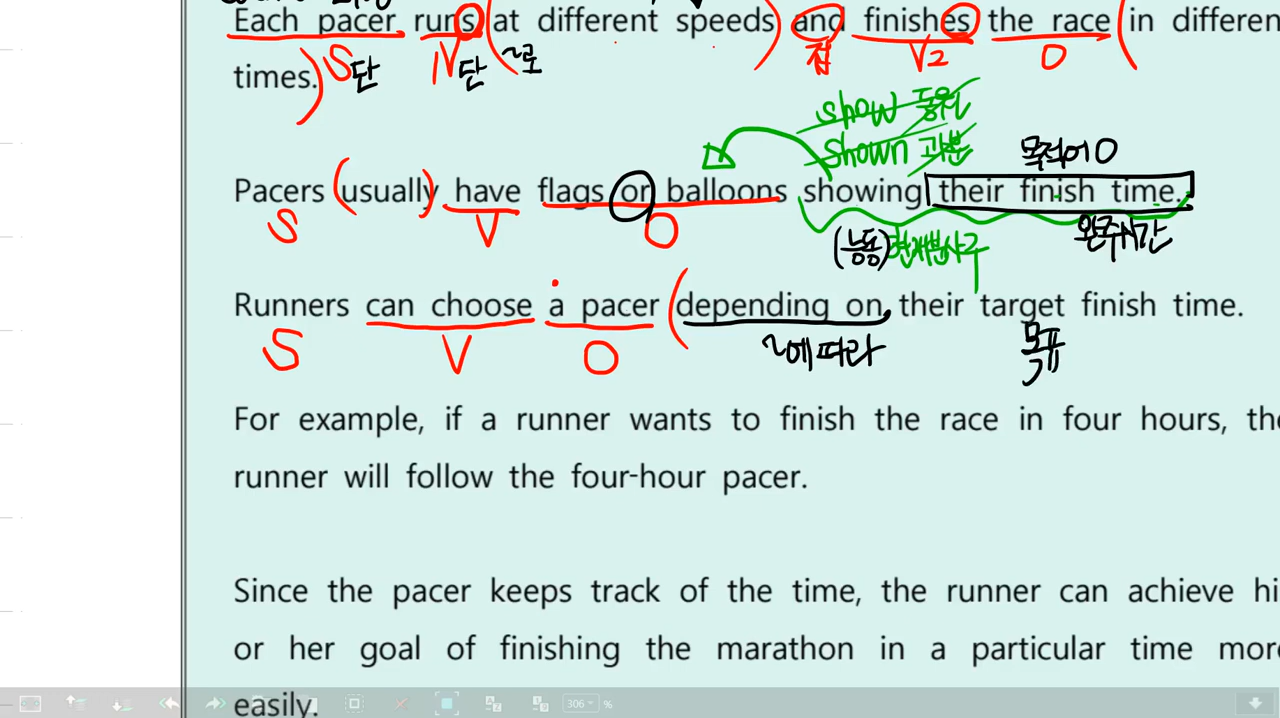 Each pacer runs at different speeds and finishes the race in differen
S단 V단 ~로 접 V2 O
times.
show 동원
shown 과분
목적어 O
Pacers usually have flags or balloons showing their finish time.
S V O (능동) 현재분사구 완주시간
Runners can choose a pacer (depending on their target finish time.
S V O ~에 따라 목표
For example, if a runner wants to finish the race in four hours, the
runner will follow the four-hour pacer.
Since the pacer keeps track of the time, the runner can achieve hi
or her goal of finishing the marathon in a particular time more
easily.
306 %